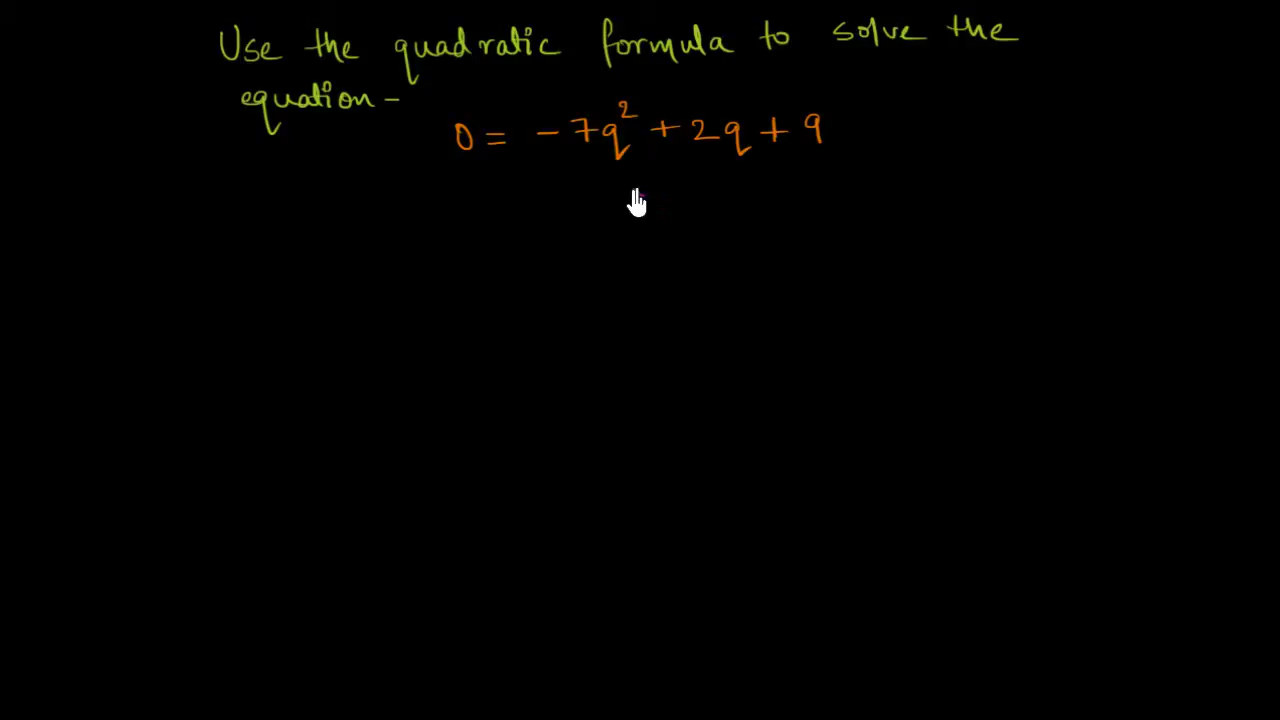 Use the quadratic formula to solve the
equation -
0 = - 7q² + 2q + 9